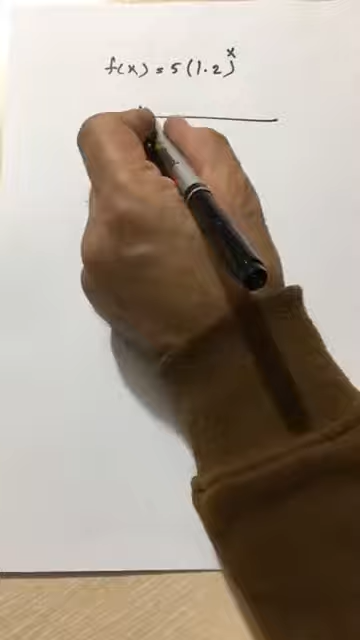 f(x) = 5(1.2)^x